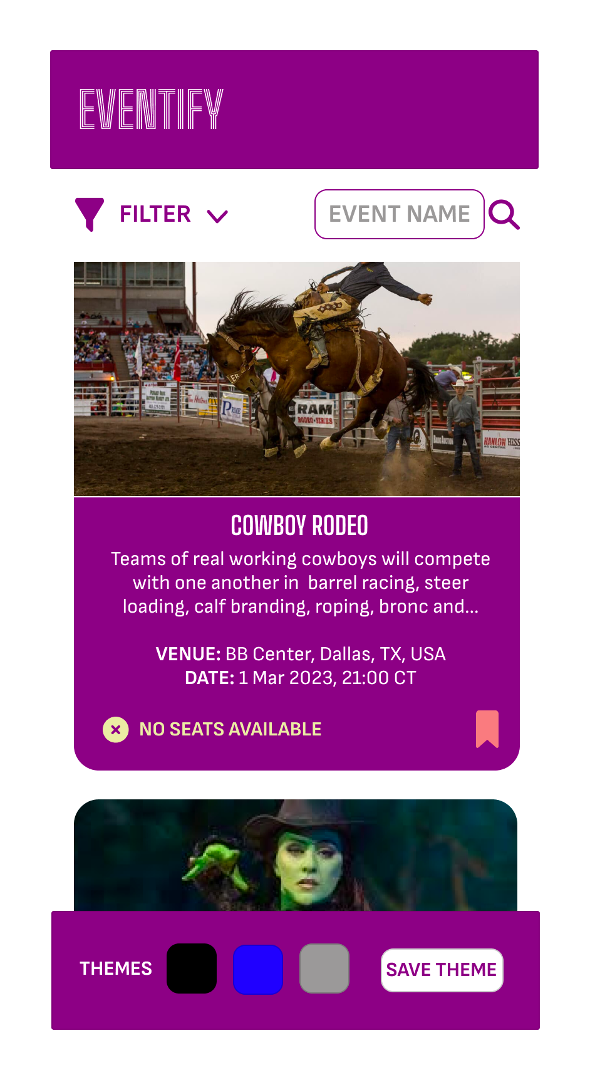 EVENTIFY
FILTER
EVENT NAME
RAM
COWBOY RODEO
Teams of real working cowboys will compete
with one another in barrel racing, steer
loading, calf branding, roping, bronc and...
VENUE: BB Center, Dallas, TX, USA
DATE: 1 Mar 2023, 21:00 CT
NO SEATS AVAILABLE
THEMES
SAVE THEME